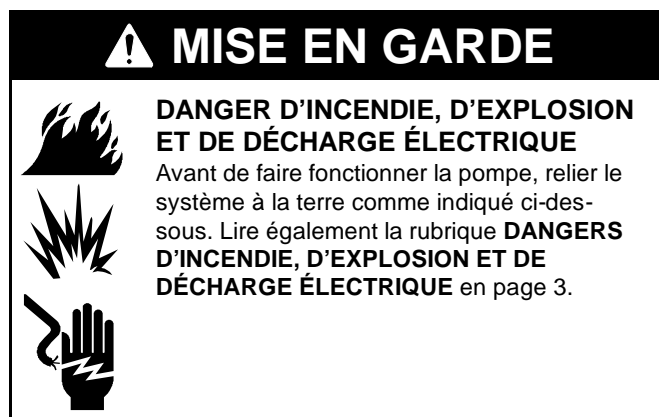 MISE EN GARDE
DANGER D'INCENDIE, D'EXPLOSION
ET DE DÉCHARGE ÉLECTRIQUE
Avant de faire fonctionner la pompe, relier le
système à la terre comme indiqué ci-des-
sous. Lire également la rubrique DANGERS
D'INCENDIE, D'EXPLOSION ET DE
DÉCHARGE ÉLECTRIQUE en page 3.